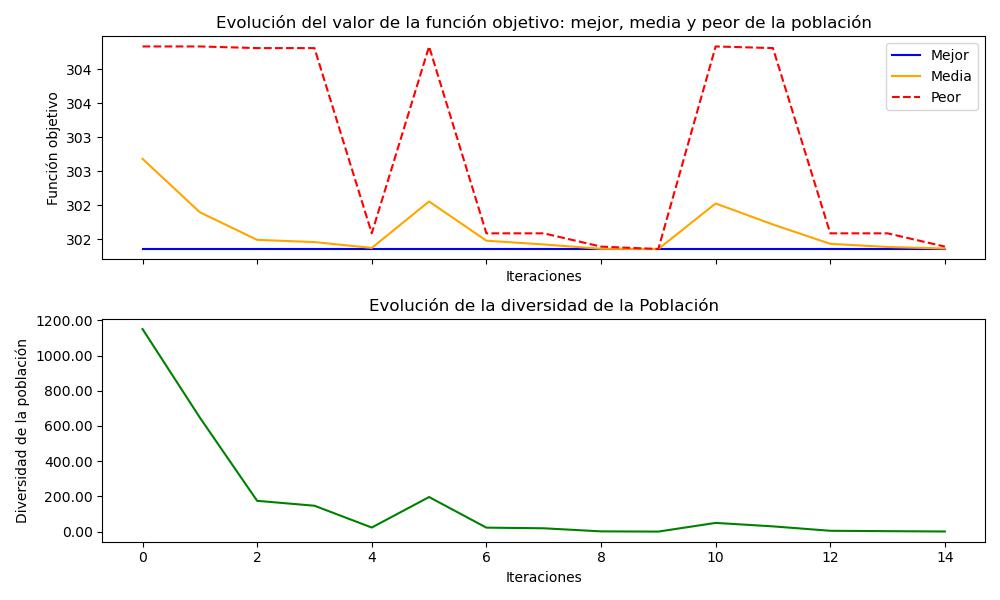 Evolución del valor de la función objetivo: mejor, media y peor de la población
304
304
303
303
302
302
Función objetivo
Mejor
Media
Peor
Iteraciones
Evolución de la diversidad de la Población
1200.00
1000.00
800.00
600.00
400.00
200.00
0.00
Diversidad de la población
0 2 4 6 8 10 12 14
Iteraciones